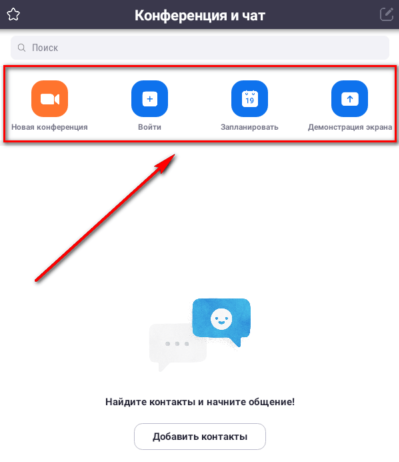 Конференция и чат
Поиск
19
Новая конференция Войти Запланировать Демонстрация экрана
Найдите контакты и начните общение!
Добавить контакты